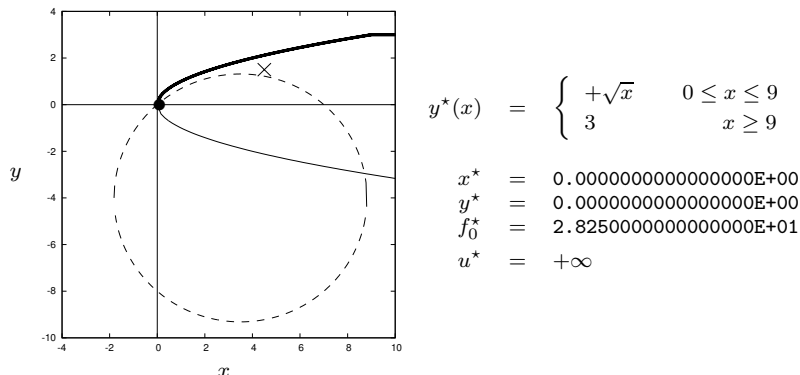 4
2
0
-2
-4
-6
-8
-10
y
-4 -2 0 2 4 6 8 10
x
y⋆(x) = { +√x 0 ≤ x ≤ 9
3 x ≥ 9
x⋆ = 0.0000000000000000E+00
y⋆ = 0.0000000000000000E+00
f₀⋆ = 2.8250000000000000E+01
u⋆ = +∞